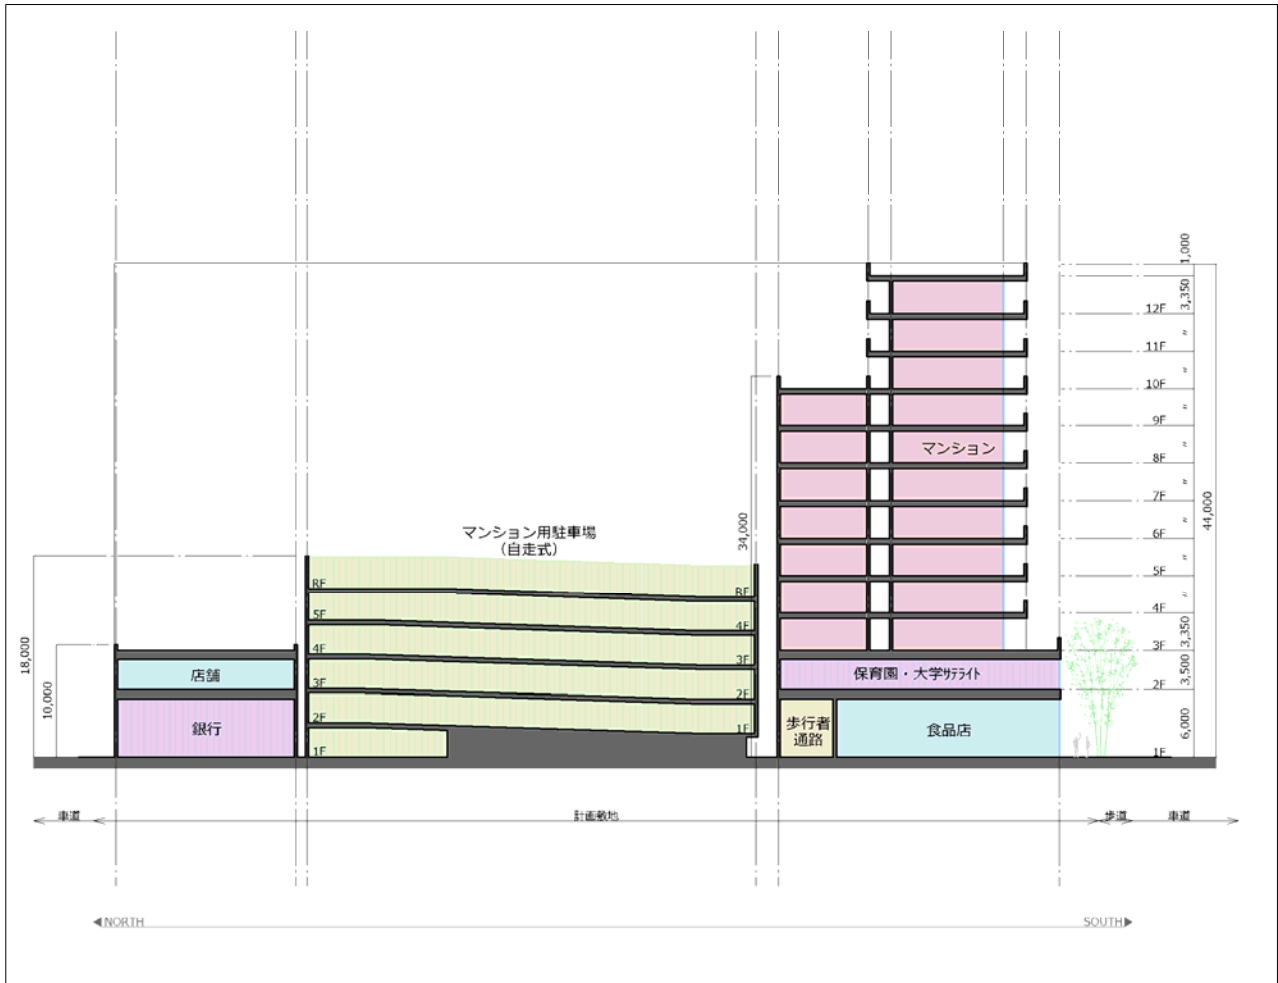 1,000
3,350
12F
〃
11F
〃
10F
〃
9F
〃
マンション
8F
〃
7F
44,000
〃
マンション用駐車場
（自走式）
34,000
6F
〃
5F
〃
RF
RF
4F
5F
4F
3,350
18,000
4F
3F
3F
店舗
保育園・大学ｻﾃﾗｲﾄ
3,500
3F
2F
2F
10,000
銀行
2F
1F
歩行者
通路
食品店
6,000
1F
1F
車道
計画敷地
歩道
車道
NORTH
SOUTH